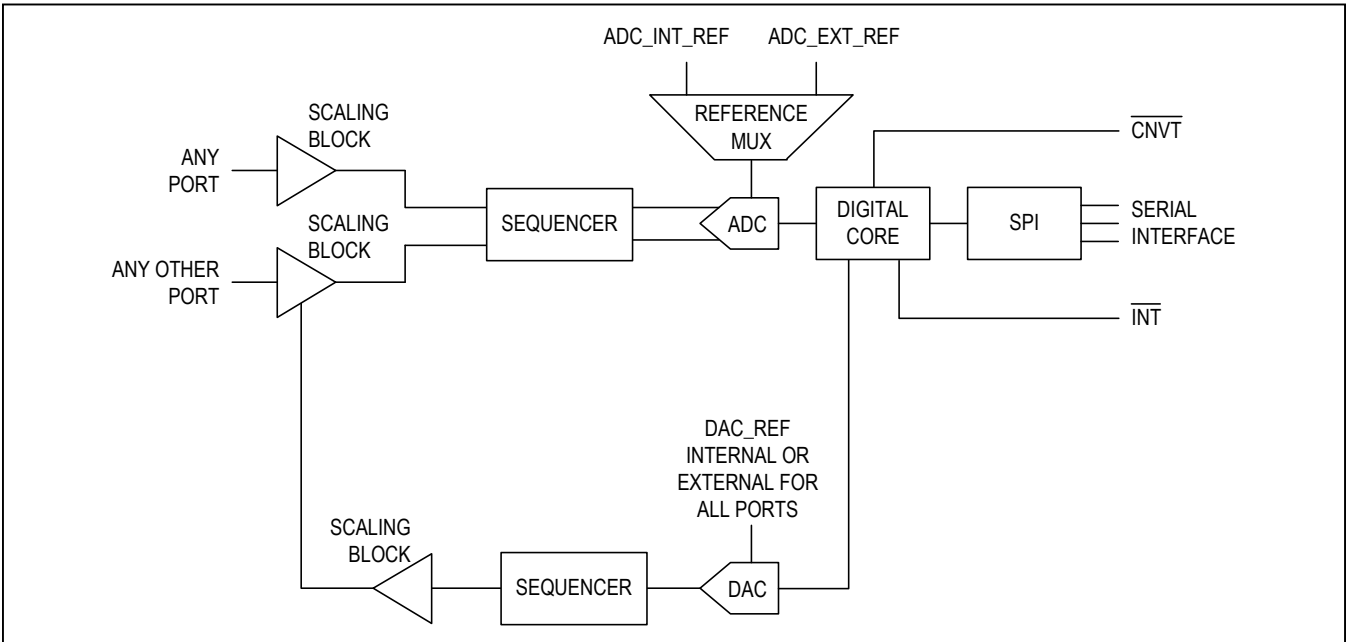 ADC_INT_REF
ADC_EXT_REF
REFERENCE
MUX
SCALING
BLOCK
ANY
PORT
SCALING
BLOCK
ANY OTHER
PORT
SEQUENCER
ADC
DIGITAL
CORE
SPI
CNVT
SERIAL
INTERFACE
INT
DAC_REF
INTERNAL OR
EXTERNAL FOR
ALL PORTS
SCALING
BLOCK
SEQUENCER
DAC